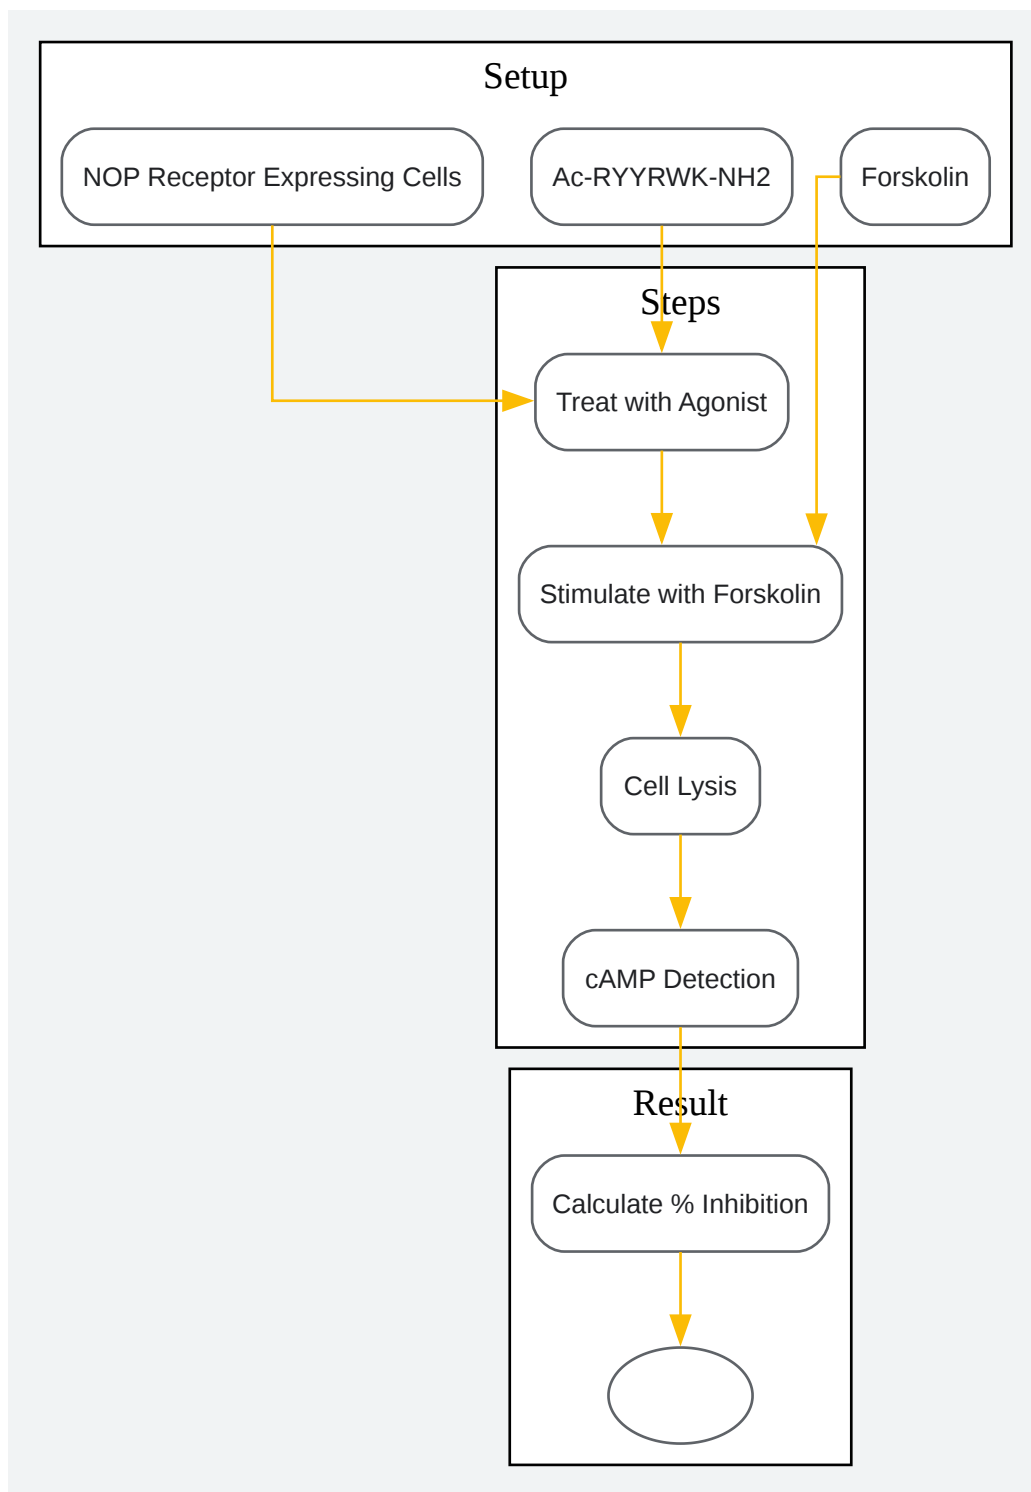 Setup
NOP Receptor Expressing Cells
Ac-RYYRWK-NH2
Forskolin
Steps
Treat with Agonist
Stimulate with Forskolin
Cell Lysis
cAMP Detection
Result
Calculate % Inhibition